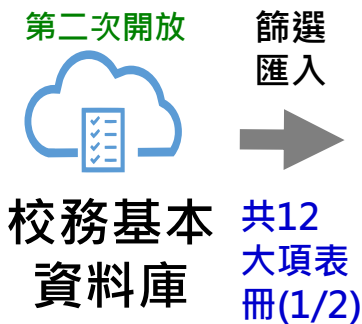 第二次開放
篩選
匯入
校務基本
資料庫
共12
大項表
冊(1/2)